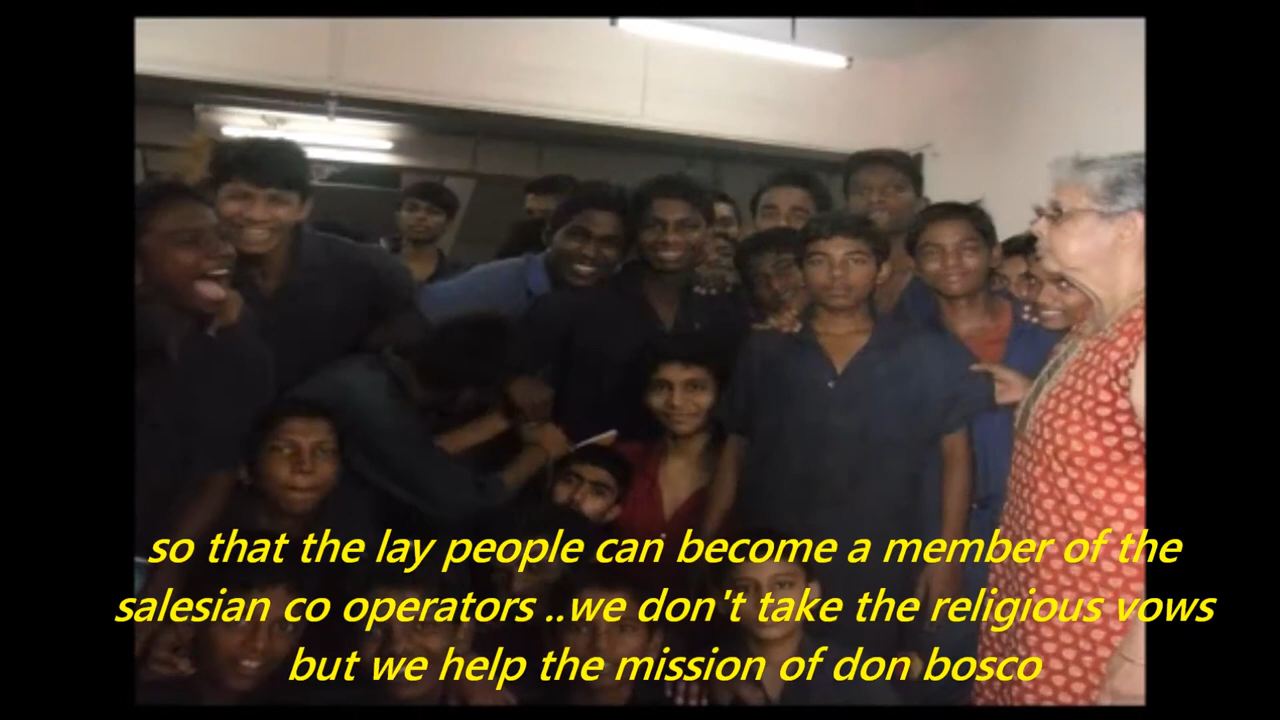 so that the lay people can become a member of the
salesian co operators ..we don't take the religious vows
but we help the mission of don bosco